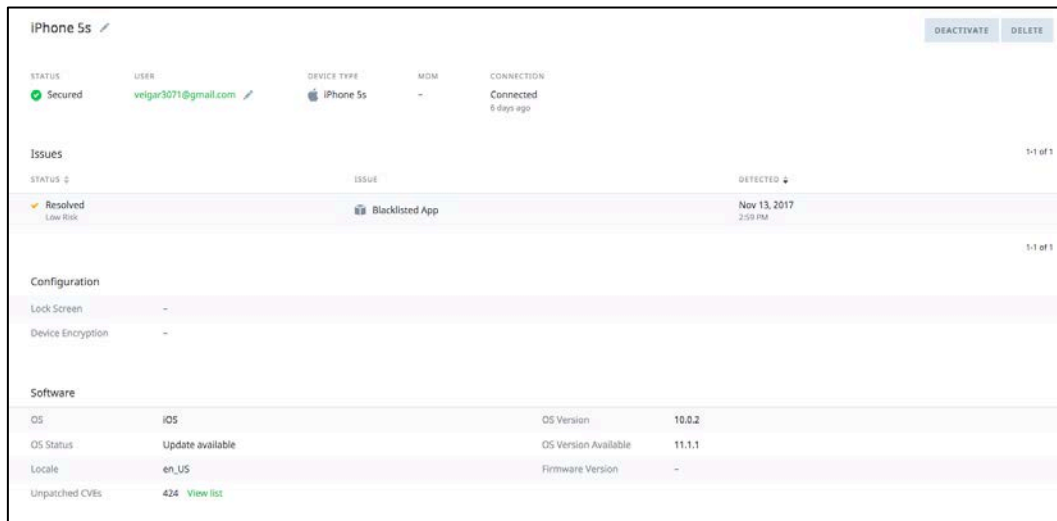 iPhone 5s
DEACTIVATE DELETE
STATUS USER DEVICE TYPE MDM CONNECTION
Secured veigar3071@gmail.com iPhone 5s – Connected
6 days ago
Issues 1-1 of 1
STATUS ISSUE DETECTED
Resolved Blacklisted App Nov 13, 2017
Low Risk 2:59 PM
1-1 of 1
Configuration
Lock Screen –
Device Encryption –
Software
OS iOS OS Version 10.0.2
OS Status Update available OS Version Available 11.1.1
Locale en_US Firmware Version –
Unpatched CVEs 424 View list